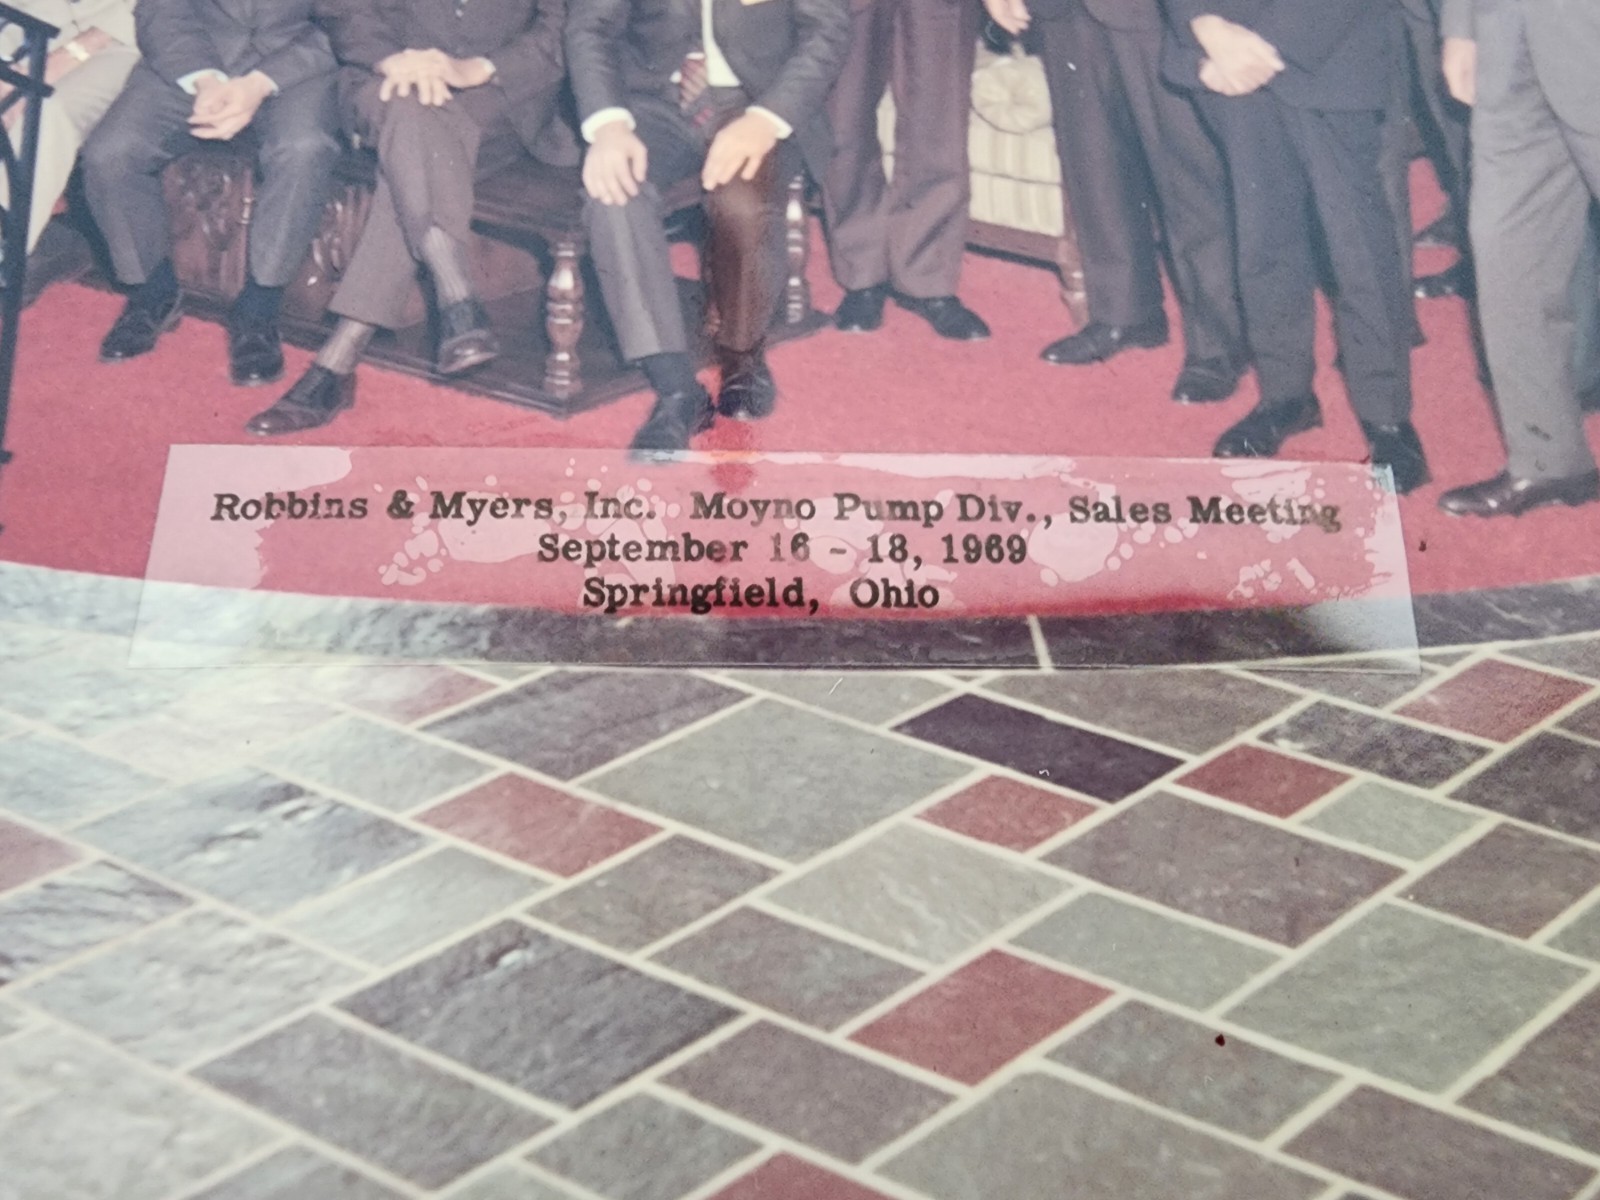 Robbins & Myers, Inc. Moyno Pump Div., Sales Meeting
September 16 - 18, 1969
Springfield, Ohio